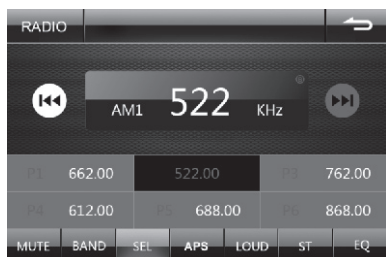 RADIO
AM1 522 KHz
P1 662.00 522.00 P3 762.00
P4 612.00 P5 688.00 P6 868.00
MUTE BAND SEL APS LOUD ST EQ